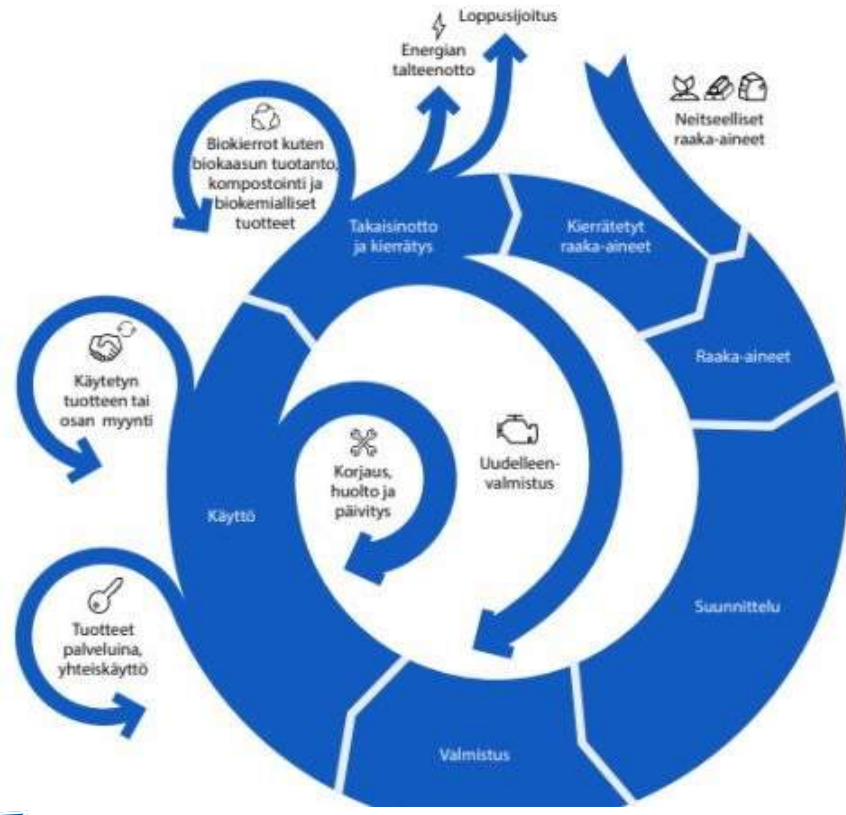 Loppusijoitus
Energian
talteenotto
Neitseelliset
raaka-aineet
Biokierrot kuten
biokaasun tuotanto,
kompostointi ja
biokemialliset
tuotteet
Takaisinotto
ja kierrätys
Kierrätetyt
raaka-aineet
Raaka-aineet
Käytetyn
tuotteen tai
osan myynti
Korjaus,
huolto ja
päivitys
Uudelleen-
valmistus
Käyttö
Suunnittelu
Tuotteet
palveluina,
yhteiskäyttö
Valmistus